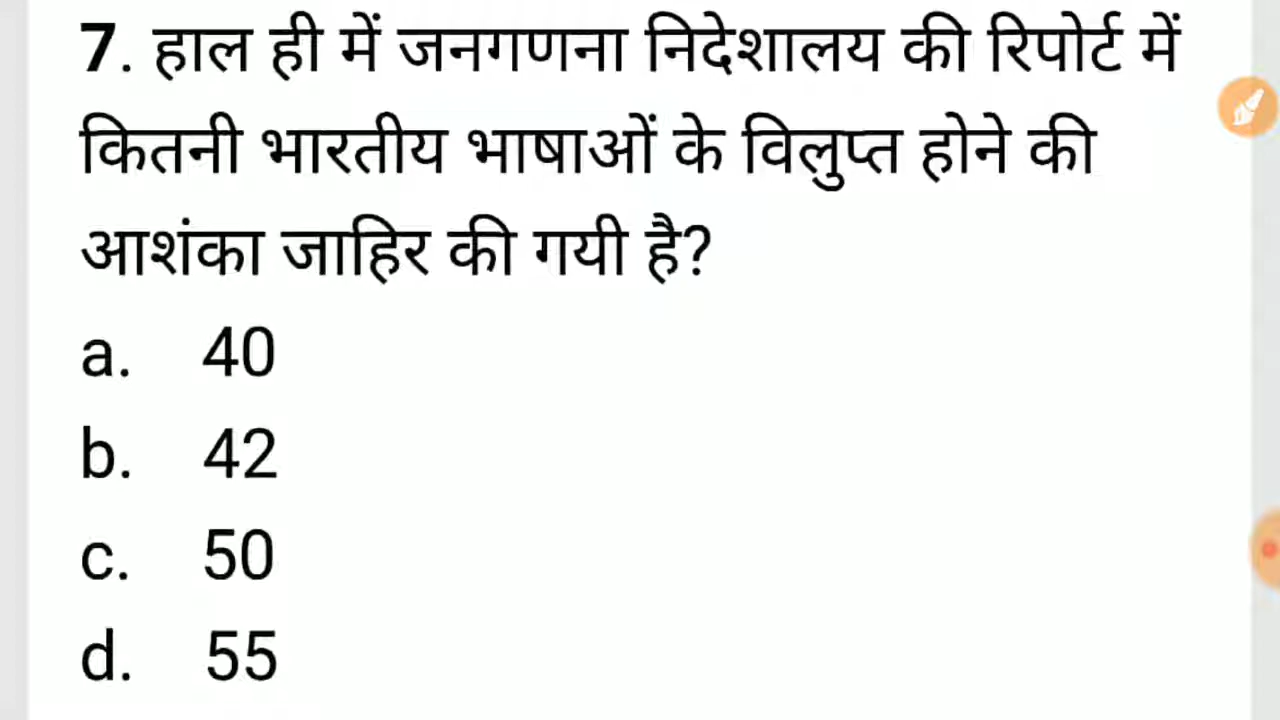 7. हाल ही में जनगणना निदेशालय की रिपोर्ट में
कितनी भारतीय भाषाओं के विलुप्त होने की
आशंका जाहिर की गयी है?
a. 40
b. 42
c. 50
d. 55